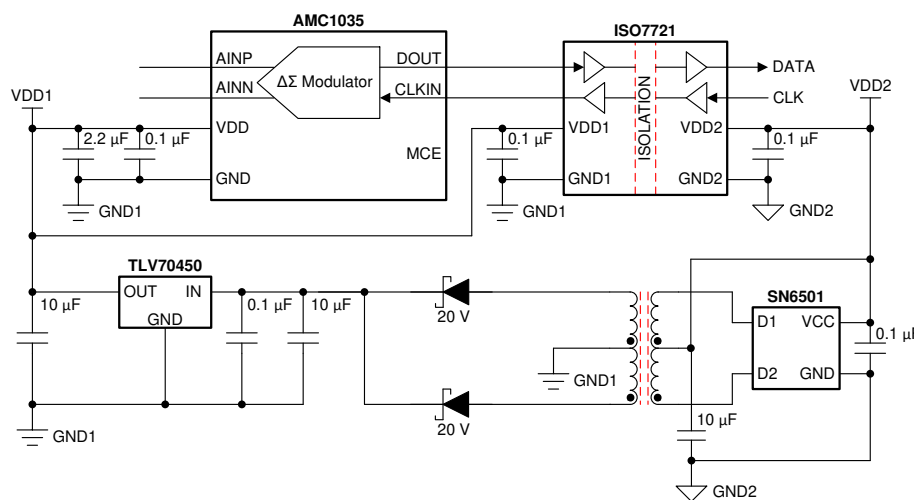 AMC1035
ISO7721
AINP
DOUT
ΔΣ Modulator
DATA
AINN
CLKIN
CLK
VDD1
VDD2
VDD
VDD1
VDD2
2.2 µF
0.1 µF
0.1 µF
0.1 µF
ISOLATION
MCE
GND
GND1
GND2
GND1
GND1
GND2
TLV70450
SN6501
10 µF
OUT
IN
0.1 µF
10 µF
20 V
D1
VCC
GND
0.1 µF
GND1
D2
GND
20 V
10 µF
GND1
GND2